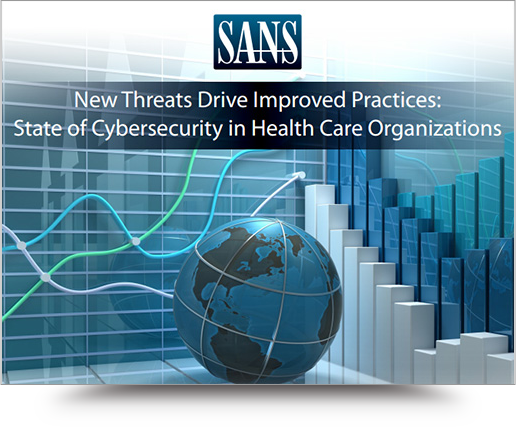 SANS
New Threats Drive Improved Practices:
State of Cybersecurity in Health Care Organizations